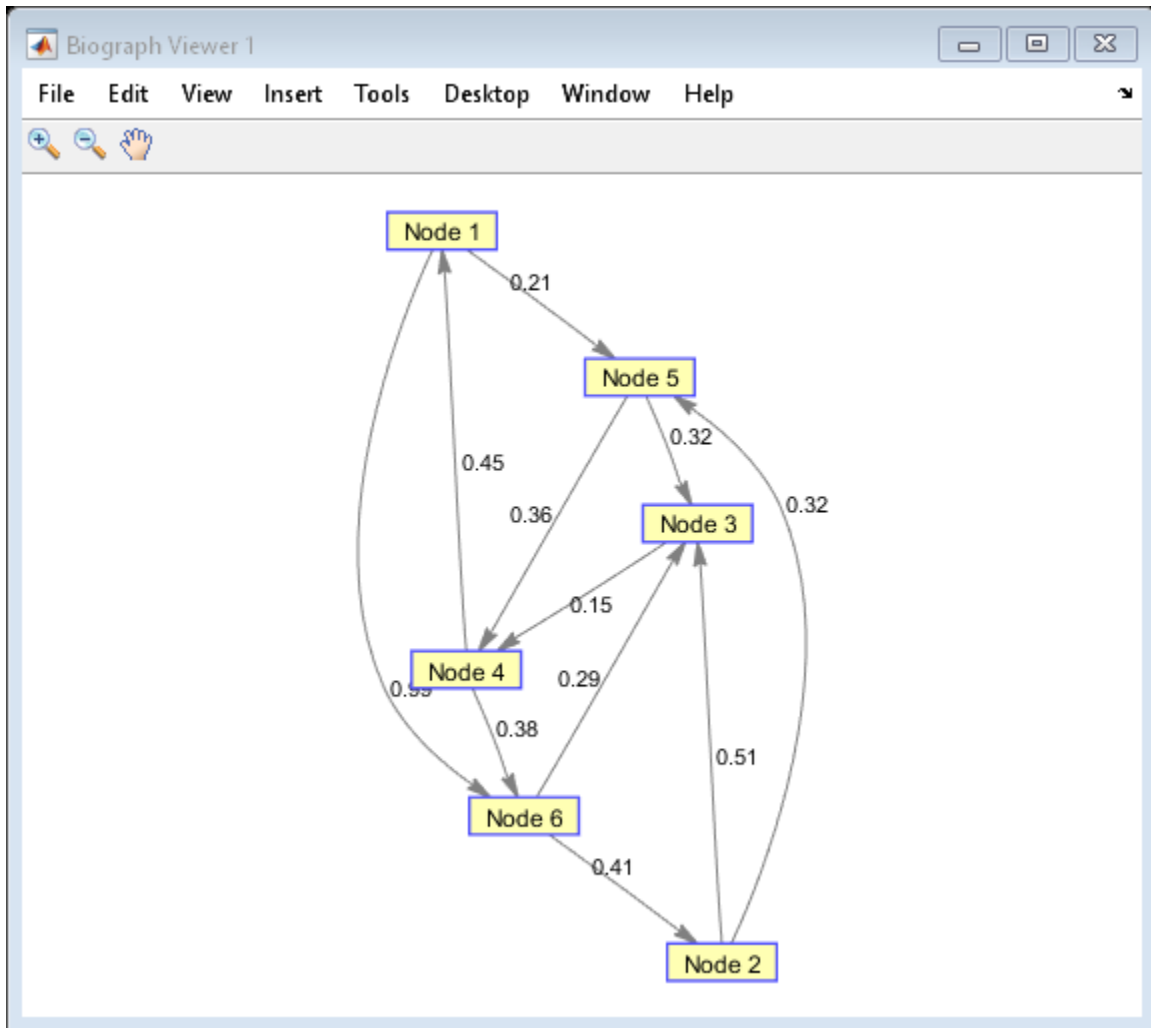 Biograph Viewer 1
File Edit View Insert Tools Desktop Window Help
Node 1
0.21
Node 5
0.32
0.45
0.32
0.36
Node 3
0.15
Node 4
0.29
0.99
0.38
0.51
Node 6
0.41
Node 2